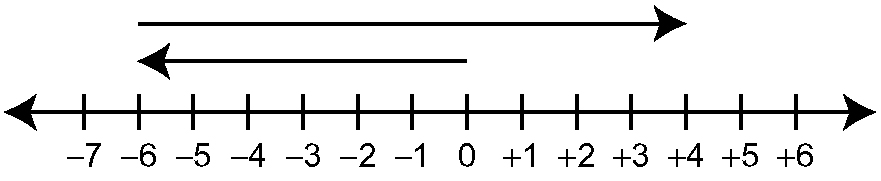 –7 –6 –5 –4 –3 –2 –1 0 +1 +2 +3 +4 +5 +6